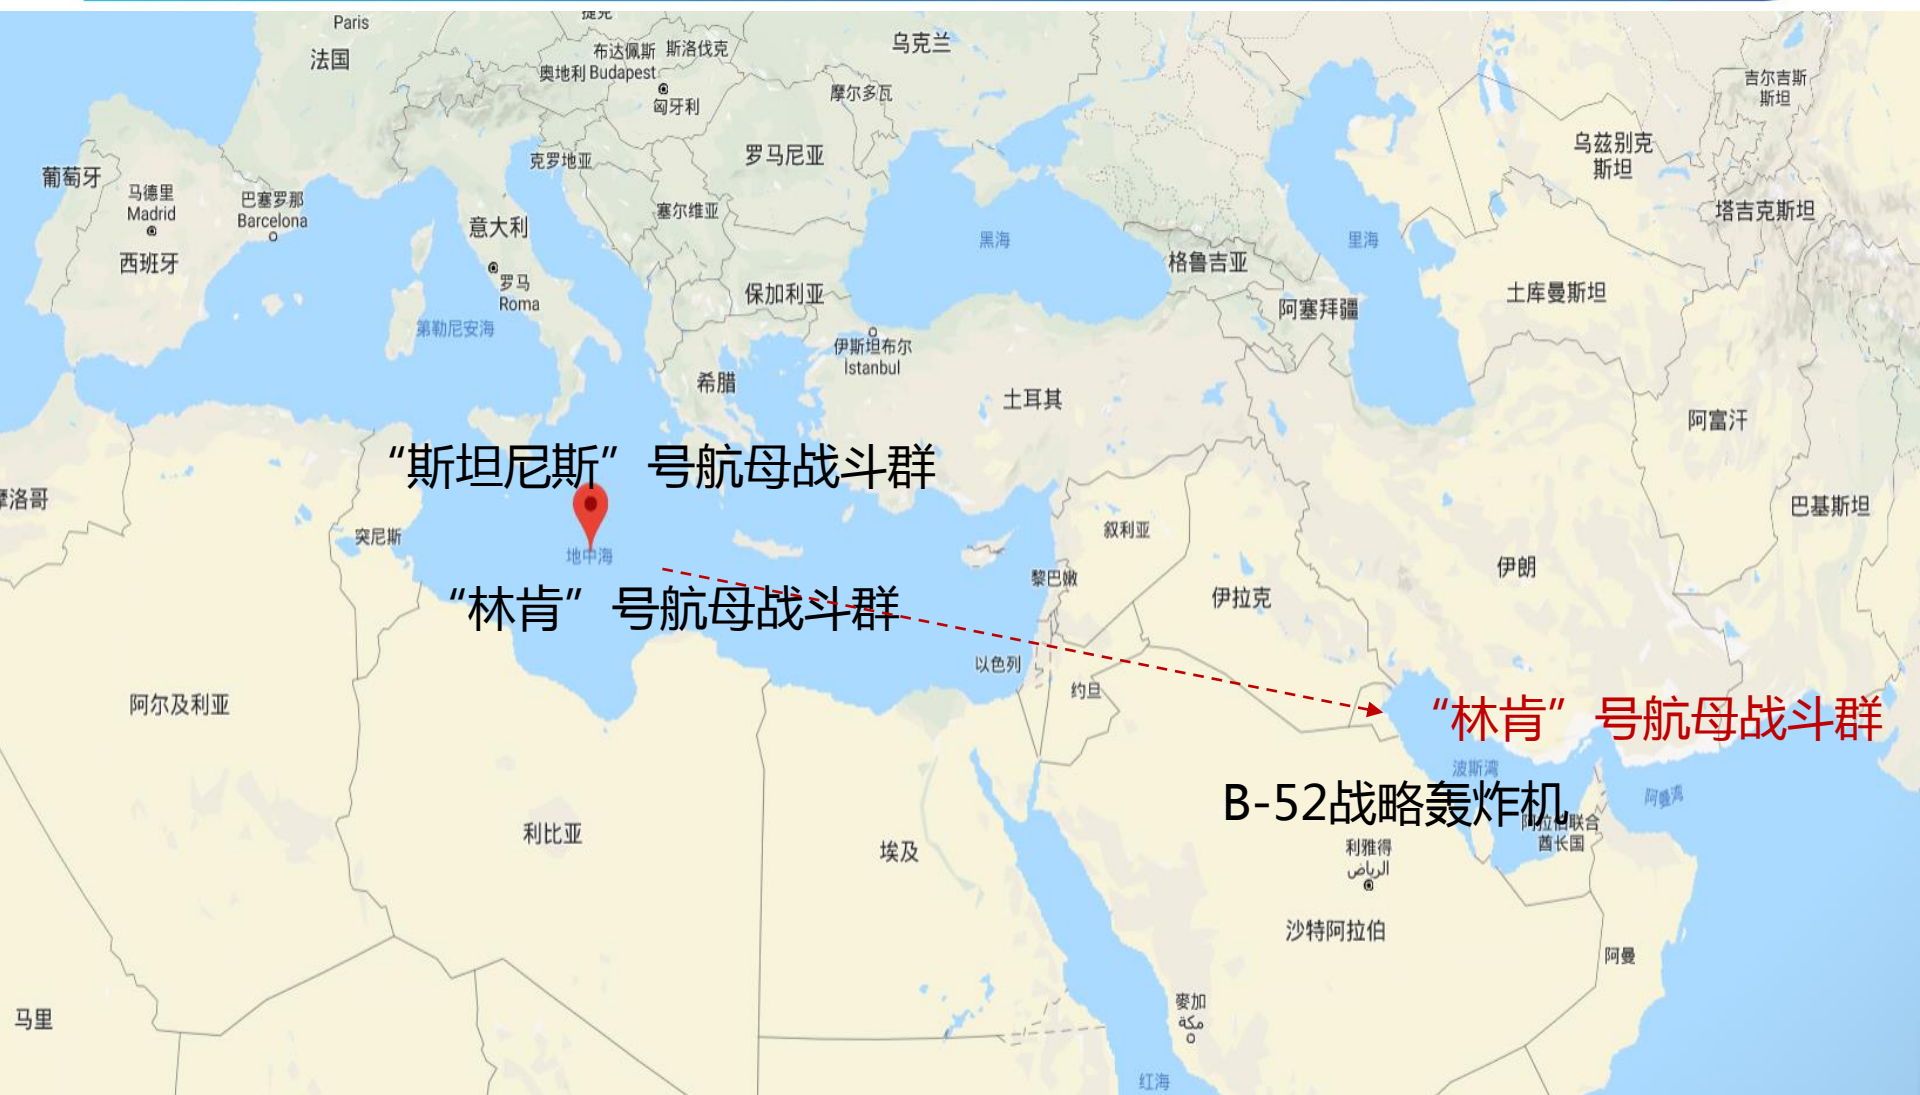 Paris
法国
捷克
布达佩斯
斯洛伐克
奥地利
Budapest
匈牙利
乌克兰
摩尔多瓦
吉尔吉斯
斯坦
乌兹别克
斯坦
葡萄牙
马德里
Madrid
西班牙
巴塞罗那
Barcelona
克罗地亚
罗马尼亚
塞尔维亚
意大利
罗马
Roma
第勒尼安海
黑海
里海
格鲁吉亚
塔吉克斯坦
保加利亚
阿塞拜疆
土库曼斯坦
伊斯坦布尔
İstanbul
希腊
土耳其
阿富汗
“斯坦尼斯”号航母战斗群
摩洛哥
突尼斯
地中海
叙利亚
巴基斯坦
黎巴嫩
伊拉克
伊朗
“林肯”号航母战斗群
以色列
约旦
阿尔及利亚
“林肯”号航母战斗群
波斯湾
阿曼湾
B-52战略轰炸机
阿拉伯联合
酋长国
利比亚
埃及
利雅得
الرياض
沙特阿拉伯
阿曼
马里
麥加
مكة
红海